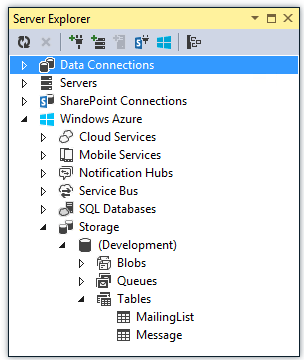 Server Explorer
Data Connections
Servers
SharePoint Connections
Windows Azure
Cloud Services
Mobile Services
Notification Hubs
Service Bus
SQL Databases
Storage
(Development)
Blobs
Queues
Tables
MailingList
Message